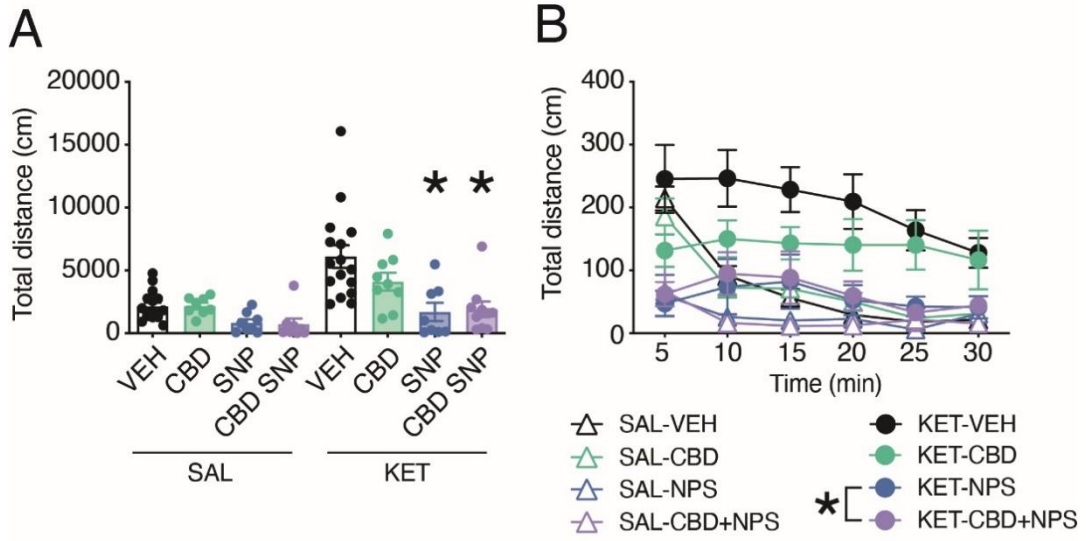 A
Total distance (cm)
20000
15000
10000
5000
0
* *
VEH CBD SNP CBD SNP VEH CBD SNP CBD SNP
SAL KET
B
Total distance (cm)
400
300
200
100
0
5 10 15 20 25 30
Time (min)
SAL-VEH KET-VEH
SAL-CBD KET-CBD
SAL-NPS KET-NPS
*
SAL-CBD+NPS KET-CBD+NPS